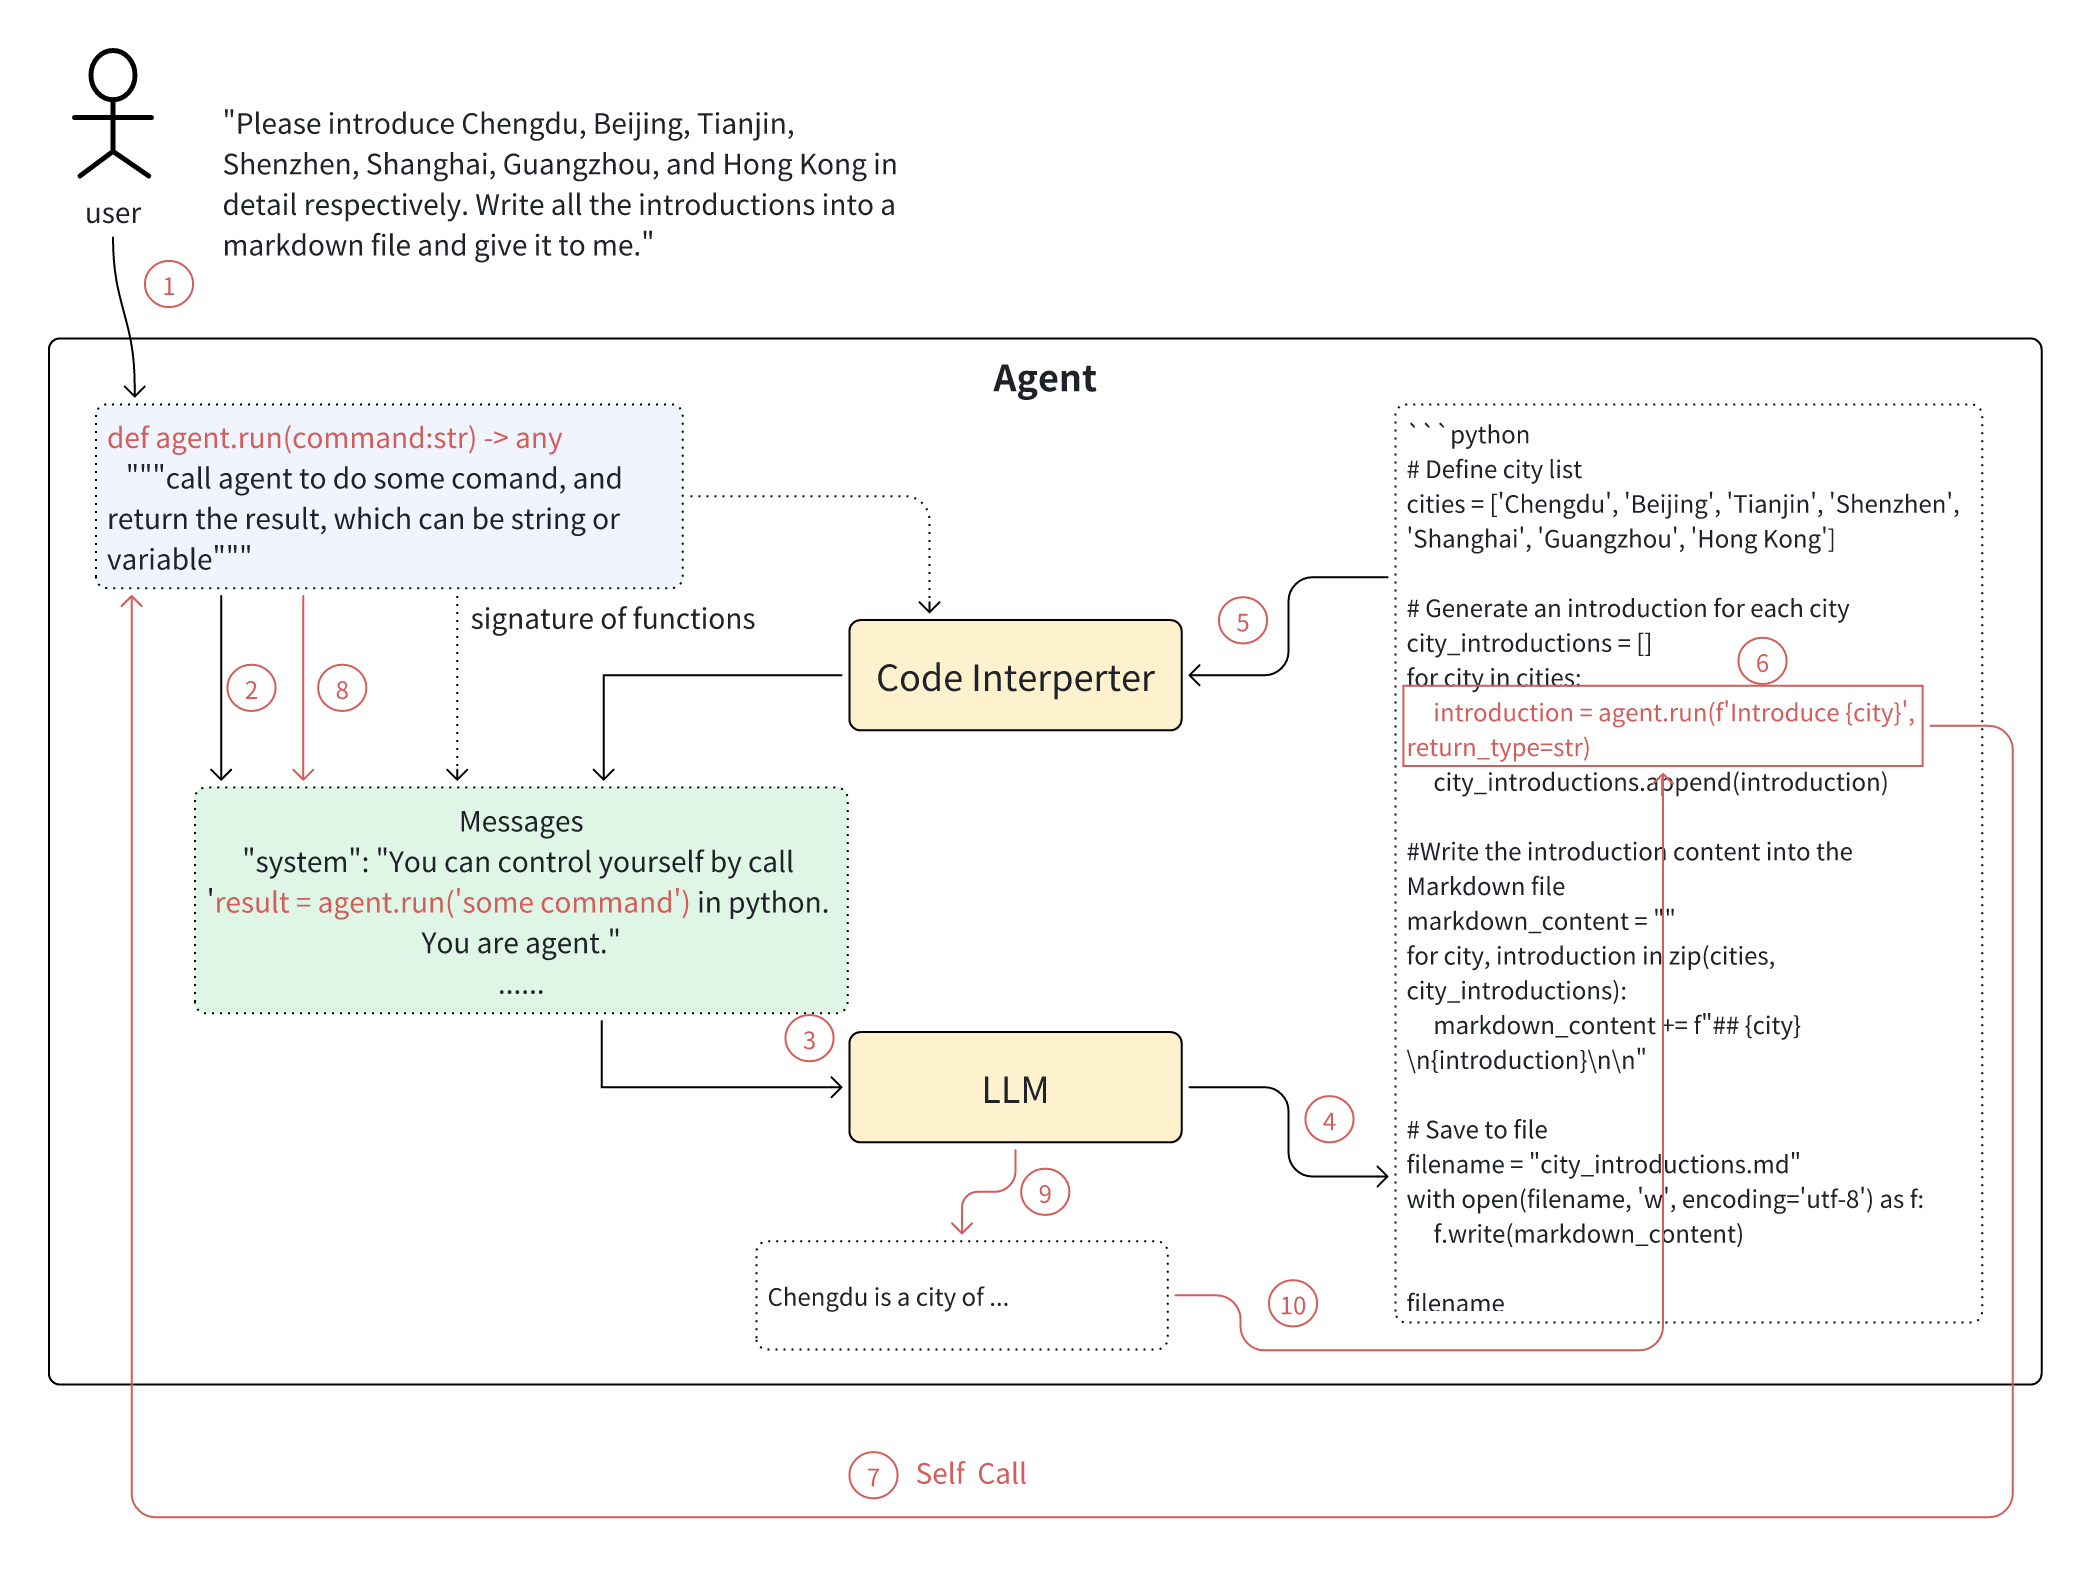 "Please introduce Chengdu, Beijing, Tianjin,
Shenzhen, Shanghai, Guangzhou, and Hong Kong in
detail respectively. Write all the introductions into a
markdown file and give it to me."
user
1
Agent
def agent.run(command:str) -> any
"""call agent to do some comand, and
return the result, which can be string or
variable"""
signature of functions
2
8
Code Interperter
5
Messages
"system": "You can control yourself by call
'result = agent.run('some command') in python.
You are agent."
......
3
LLM
4
9
Chengdu is a city of ...
10
```python
# Define city list
cities = ['Chengdu', 'Beijing', 'Tianjin', 'Shenzhen',
'Shanghai', 'Guangzhou', 'Hong Kong']
# Generate an introduction for each city
city_introductions = []
for city in cities:
6
introduction = agent.run(f'Introduce {city}',
return_type=str)
city_introductions.append(introduction)
#Write the introduction content into the
Markdown file
markdown_content = ""
for city, introduction in zip(cities,
city_introductions):
markdown_content += f"## {city}
\n{introduction}\n\n"
# Save to file
filename = "city_introductions.md"
with open(filename, 'w', encoding='utf-8') as f:
f.write(markdown_content)
filename
7
Self Call